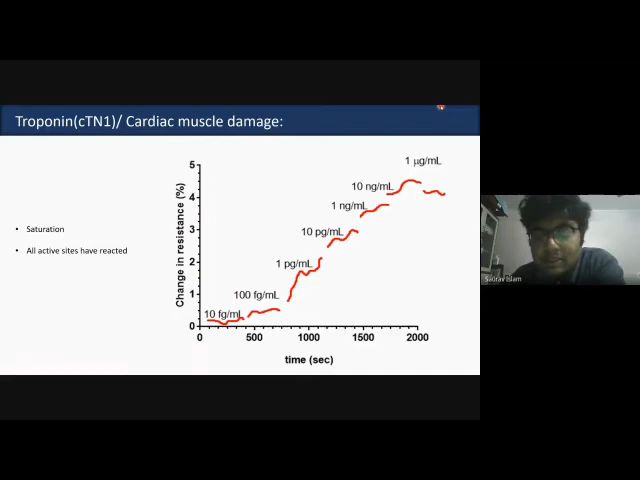 Troponin(cTN1)/ Cardiac muscle damage:
• Saturation
• All active sites have reacted
Change in resistance (%)
5
4
3
2
1
0
10 fg/mL
100 fg/mL
1 pg/mL
10 pg/mL
1 ng/mL
10 ng/mL
1 µg/mL
0 500 1000 1500 2000
time (sec)
Saurav Islam